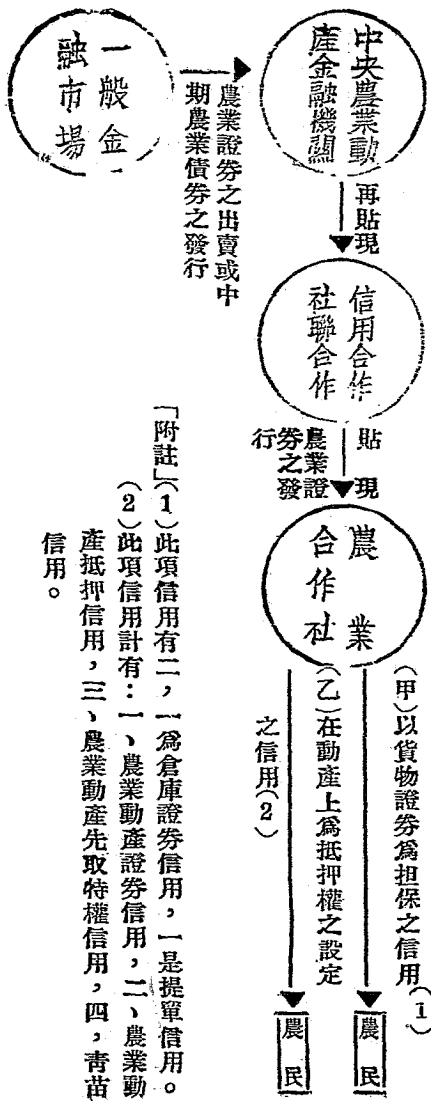 中央農業動
產金融機關
一般金
融市場
農業證券之出賣或中
期農業債券之發行
再貼現
信用合作
社聯合作
貼現
農業證
券之發
行
農業
合作社
(甲)以貨物證券爲担保之信用(1)
(乙)在動產上爲抵押權之設定
之信用(2)
農民
農民
「附註」(1)此項信用有二,一爲倉庫證券信用,一是提單信用。
(2)此項信用計有:一、農業動產證券信用,二、農業動
產抵押信用,三、農業動產先取特權信用,四,靑苗
信用。